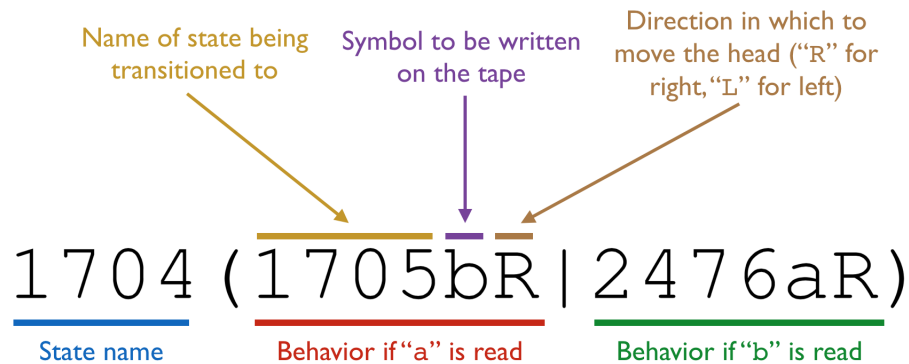 Name of state being
transitioned to
Symbol to be written
on the tape
Direction in which to
move the head (“R” for
right, “L” for left)
1704(1705bR|2476aR)
State name
Behavior if “a” is read
Behavior if “b” is read